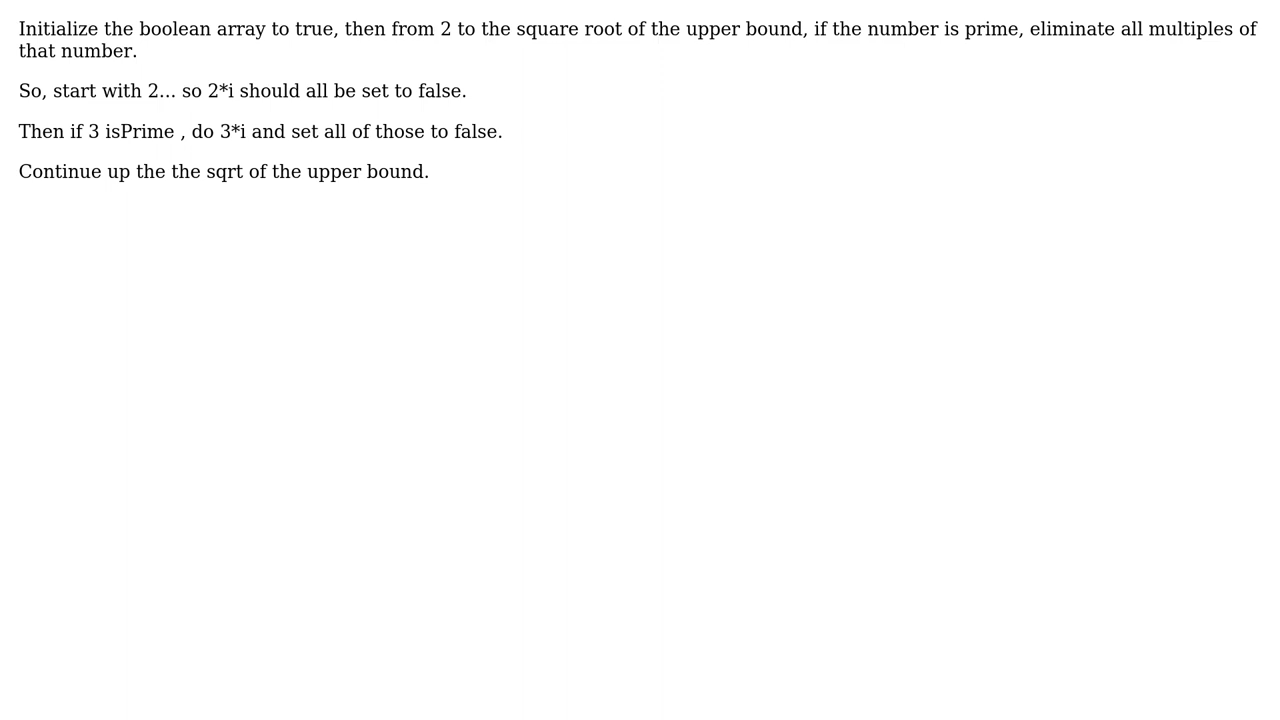 Initialize the boolean array to true, then from 2 to the square root of the upper bound, if the number is prime, eliminate all multiples of
that number.
So, start with 2... so 2*i should all be set to false.
Then if 3 isPrime , do 3*i and set all of those to false.
Continue up the the sqrt of the upper bound.